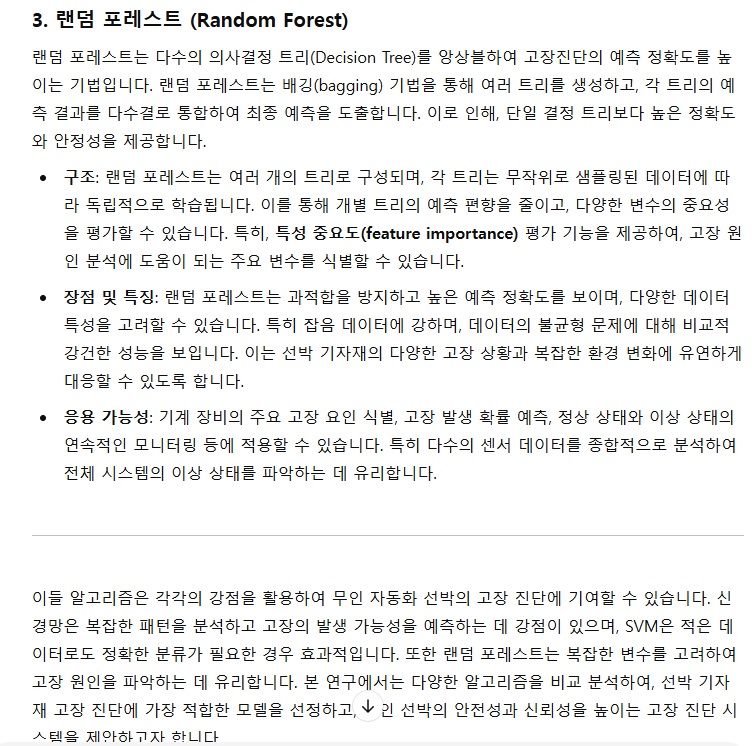 3. 랜덤 포레스트 (Random Forest)
랜덤 포레스트는 다수의 의사결정 트리(Decision Tree)를 앙상블하여 고장진단의 예측 정확도를 높
이는 기법입니다. 랜덤 포레스트는 배깅(bagging) 기법을 통해 여러 트리를 생성하고, 각 트리의 예
측 결과를 다수결로 통합하여 최종 예측을 도출합니다. 이로 인해, 단일 결정 트리보다 높은 정확도
와 안정성을 제공합니다.
• 구조: 랜덤 포레스트는 여러 개의 트리로 구성되며, 각 트리는 무작위로 샘플링된 데이터에 따
라 독립적으로 학습됩니다. 이를 통해 개별 트리의 예측 편향을 줄이고, 다양한 변수의 중요성
을 평가할 수 있습니다. 특히, 특성 중요도(feature importance) 평가 기능을 제공하여, 고장 원
인 분석에 도움이 되는 주요 변수를 식별할 수 있습니다.
• 장점 및 특징: 랜덤 포레스트는 과적합을 방지하고 높은 예측 정확도를 보이며, 다양한 데이터
특성을 고려할 수 있습니다. 특히 잡음 데이터에 강하며, 데이터의 불균형 문제에 대해 비교적
강건한 성능을 보입니다. 이는 선박 기자재의 다양한 고장 상황과 복잡한 환경 변화에 유연하게
대응할 수 있도록 합니다.
• 응용 가능성: 기계 장비의 주요 고장 요인 식별, 고장 발생 확률 예측, 정상 상태와 이상 상태의
연속적인 모니터링 등에 적용할 수 있습니다. 특히 다수의 센서 데이터를 종합적으로 분석하여
전체 시스템의 이상 상태를 파악하는 데 유리합니다.
이들 알고리즘은 각각의 강점을 활용하여 무인 자동화 선박의 고장 진단에 기여할 수 있습니다. 신
경망은 복잡한 패턴을 분석하고 고장의 발생 가능성을 예측하는 데 강점이 있으며, SVM은 적은 데
이터로도 정확한 분류가 필요한 경우 효과적입니다. 또한 랜덤 포레스트는 복잡한 변수를 고려하여
고장 원인을 파악하는 데 유리합니다. 본 연구에서는 다양한 알고리즘을 비교 분석하여, 선박 기자
재 고장 진단에 가장 적합한 모델을 선정하고, 선박의 안전성과 신뢰성을 높이는 고장 진단 시
스템을 제안하고자 합니다